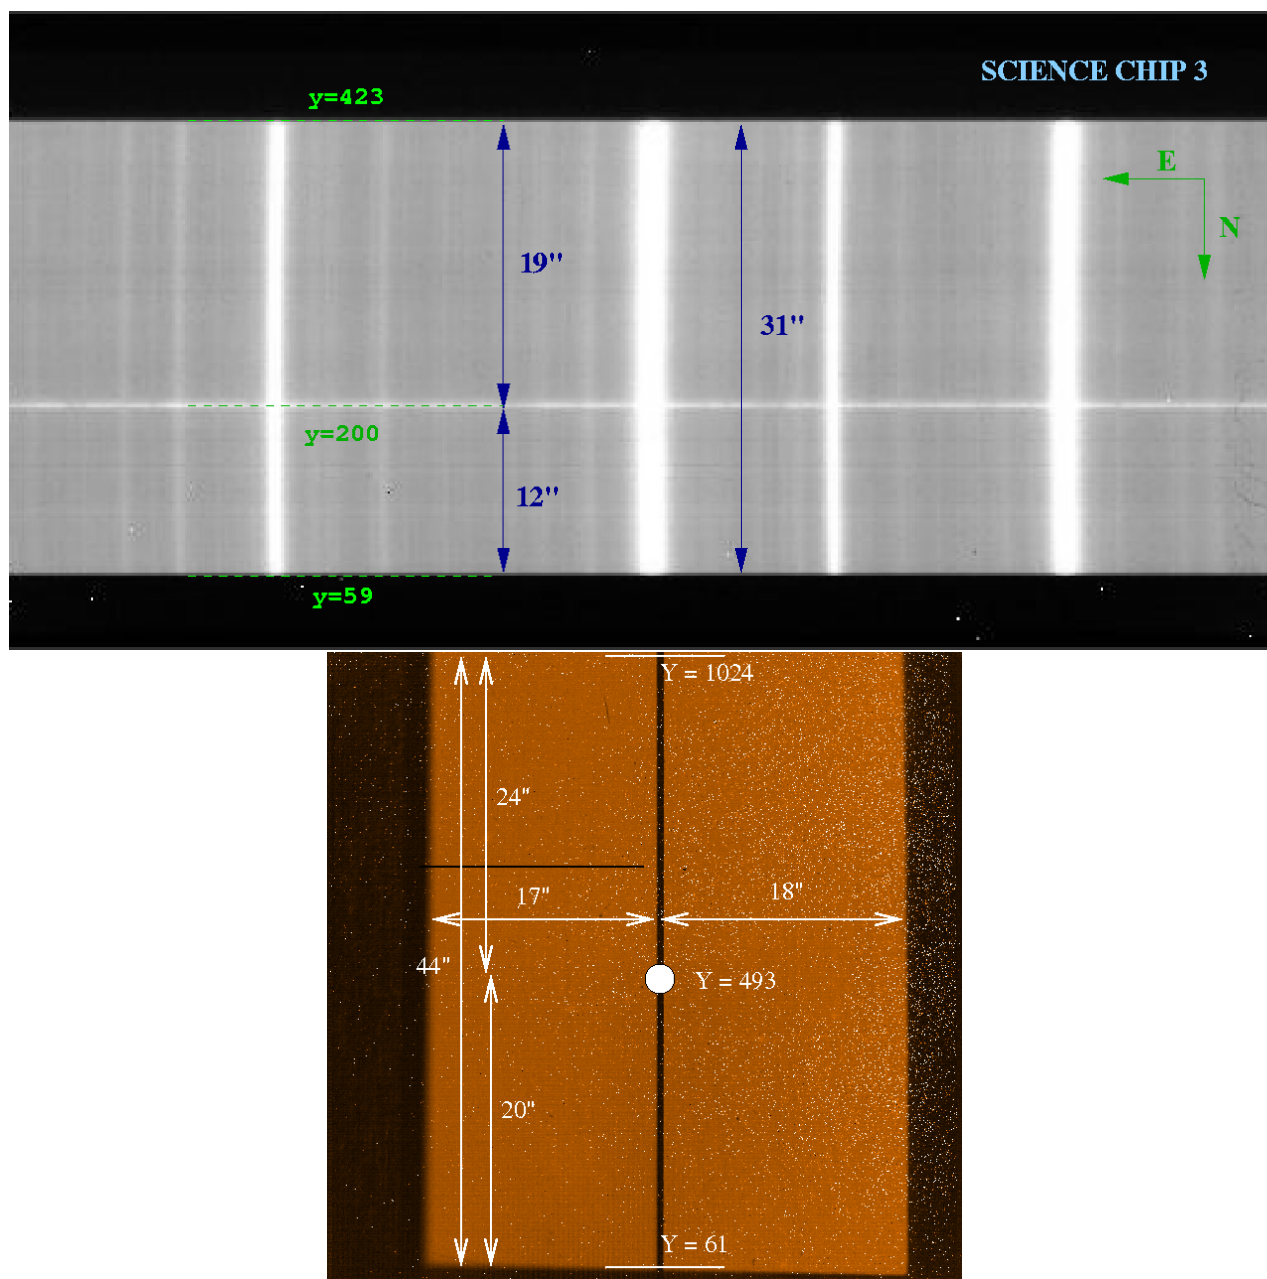 SCIENCE CHIP 3
y=423
E
N
19"
31"
y=200
12"
y=59
Y = 1024
24"
17"
18"
44"
Y = 493
20"
Y = 61